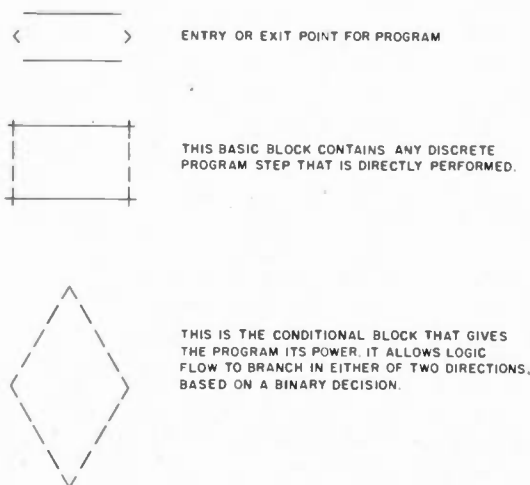 ENTRY OR EXIT POINT FOR PROGRAM
THIS BASIC BLOCK CONTAINS ANY DISCRETE
PROGRAM STEP THAT IS DIRECTLY PERFORMED.
THIS IS THE CONDITIONAL BLOCK THAT GIVES
THE PROGRAM ITS POWER. IT ALLOWS LOGIC
FLOW TO BRANCH IN EITHER OF TWO DIRECTIONS,
BASED ON A BINARY DECISION.